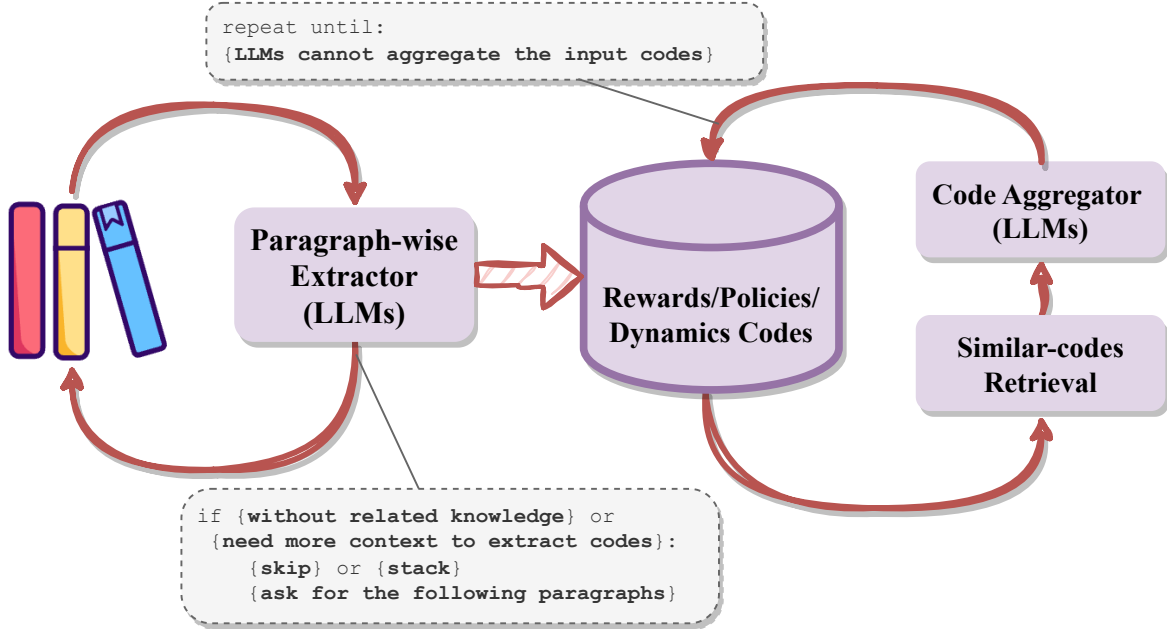 repeat until:
{LLMs cannot aggregate the input codes}
Paragraph-wise
Extractor
(LLMs)
Rewards/Policies/
Dynamics Codes
Code Aggregator
(LLMs)
Similar-codes
Retrieval
if {without related knowledge} or
{need more context to extract codes}:
{skip} or {stack}
{ask for the following paragraphs}